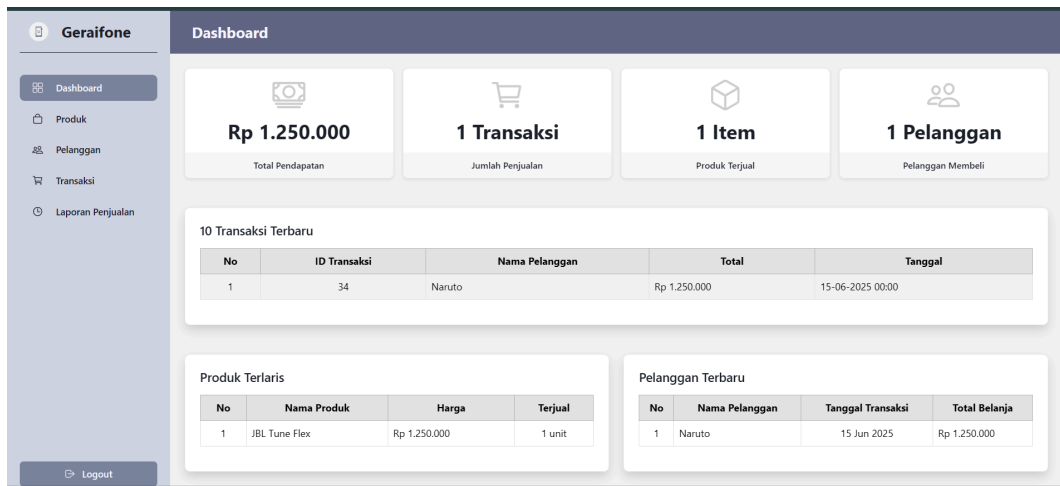 Geraifone
Dashboard
Dashboard
Produk
Pelanggan
Transaksi
Laporan Penjualan
Logout
Rp 1.250.000
Total Pendapatan
1 Transaksi
Jumlah Penjualan
1 Item
Produk Terjual
1 Pelanggan
Pelanggan Membeli
10 Transaksi Terbaru
No ID Transaksi Nama Pelanggan Total Tanggal
1 34 Naruto Rp 1.250.000 15-06-2025 00:00
Produk Terlaris
No Nama Produk Harga Terjual
1 JBL Tune Flex Rp 1.250.000 1 unit
Pelanggan Terbaru
No Nama Pelanggan Tanggal Transaksi Total Belanja
1 Naruto 15 Jun 2025 Rp 1.250.000